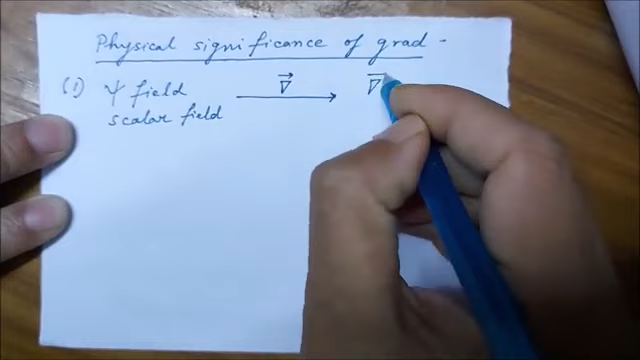 Physical significance of grad -
∇⃗ ∇⃗
(1) ψ field
scalar field